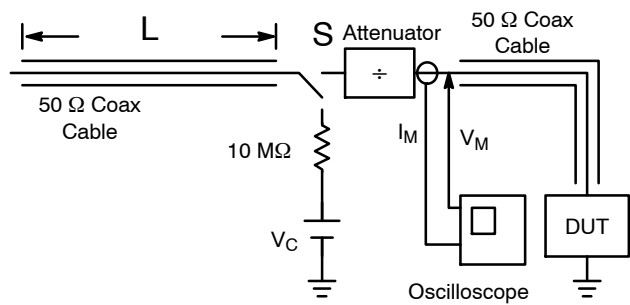 L
S
Attenuator
÷
50 Ω Coax
Cable
50 Ω Coax
Cable
10 MΩ
I_M
V_M
V_C
DUT
Oscilloscope